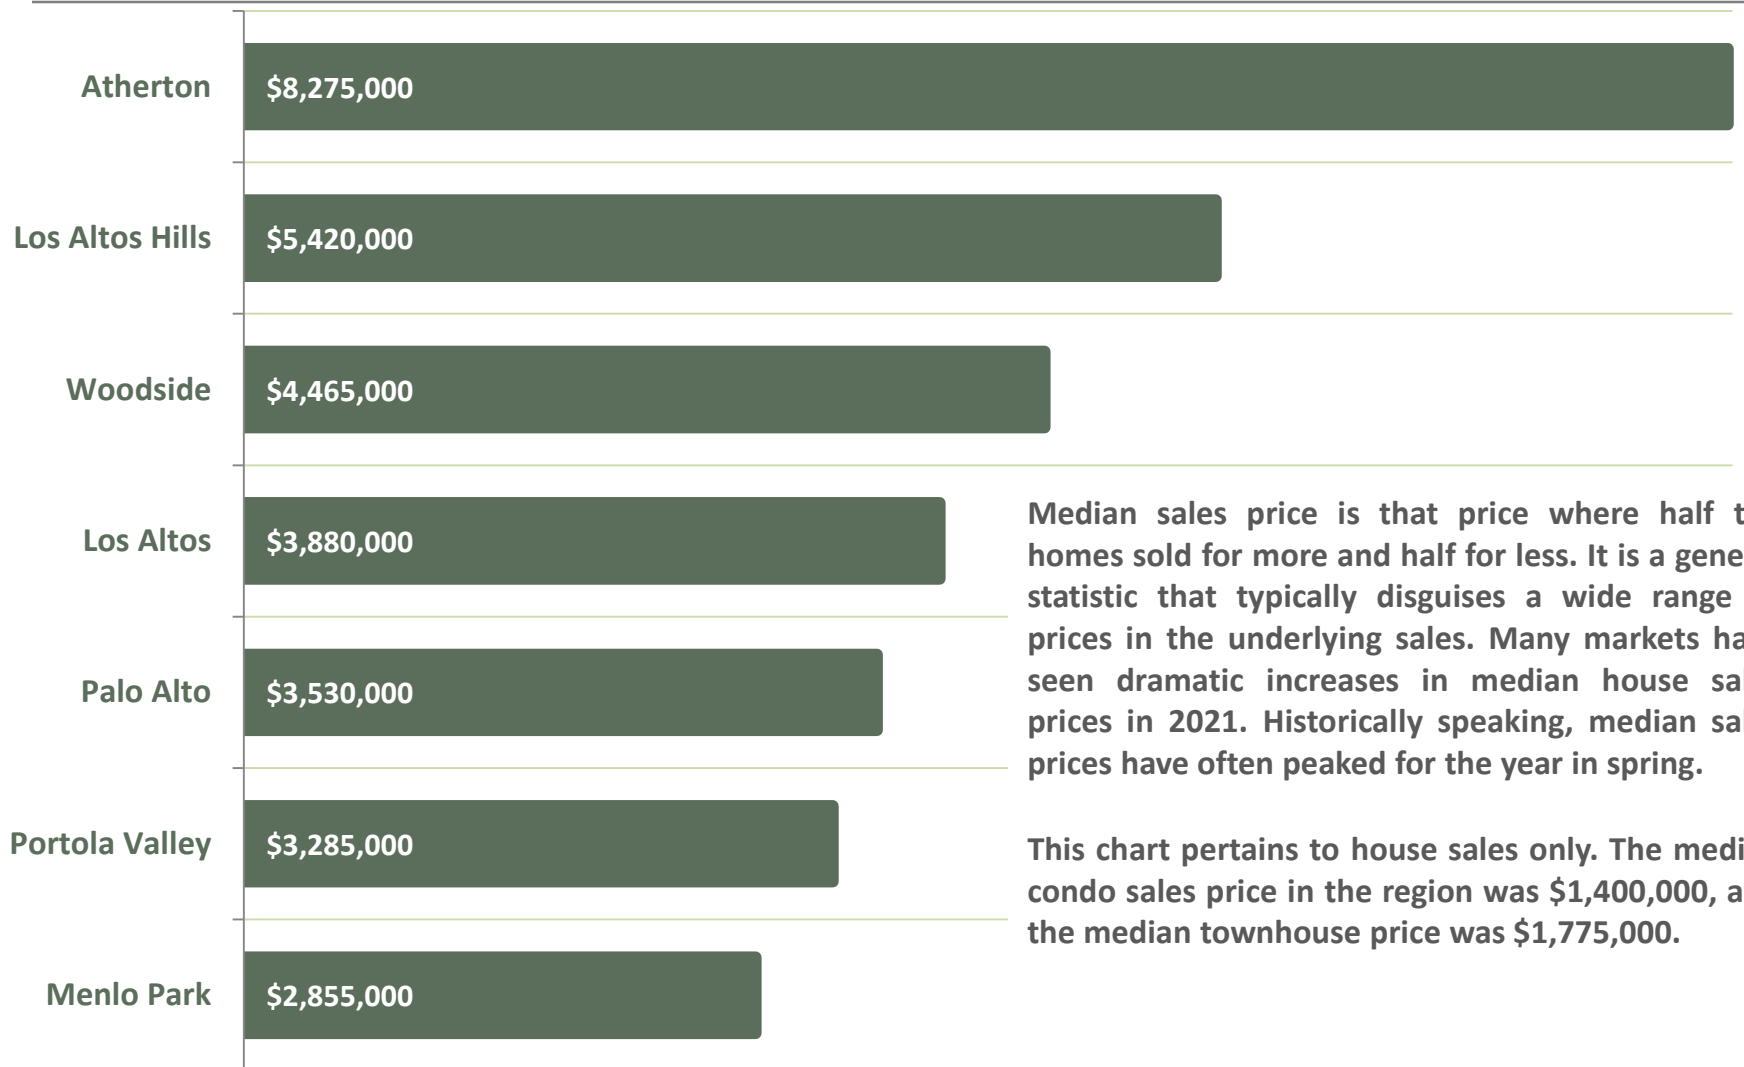 Atherton $8,275,000
Los Altos Hills $5,420,000
Woodside $4,465,000
Los Altos $3,880,000
Palo Alto $3,530,000
Portola Valley $3,285,000
Menlo Park $2,855,000
Median sales price is that price where half
homes sold for more and half for less. It is a
statistic that typically disguises a wide range
prices in the underlying sales. Many markets
seen dramatic increases in median house
prices in 2021. Historically speaking, median
prices have often peaked for the year in spring.
This chart pertains to house sales only. The
condo sales price in the region was $1,400,000,
the median townhouse price was $1,775,000.